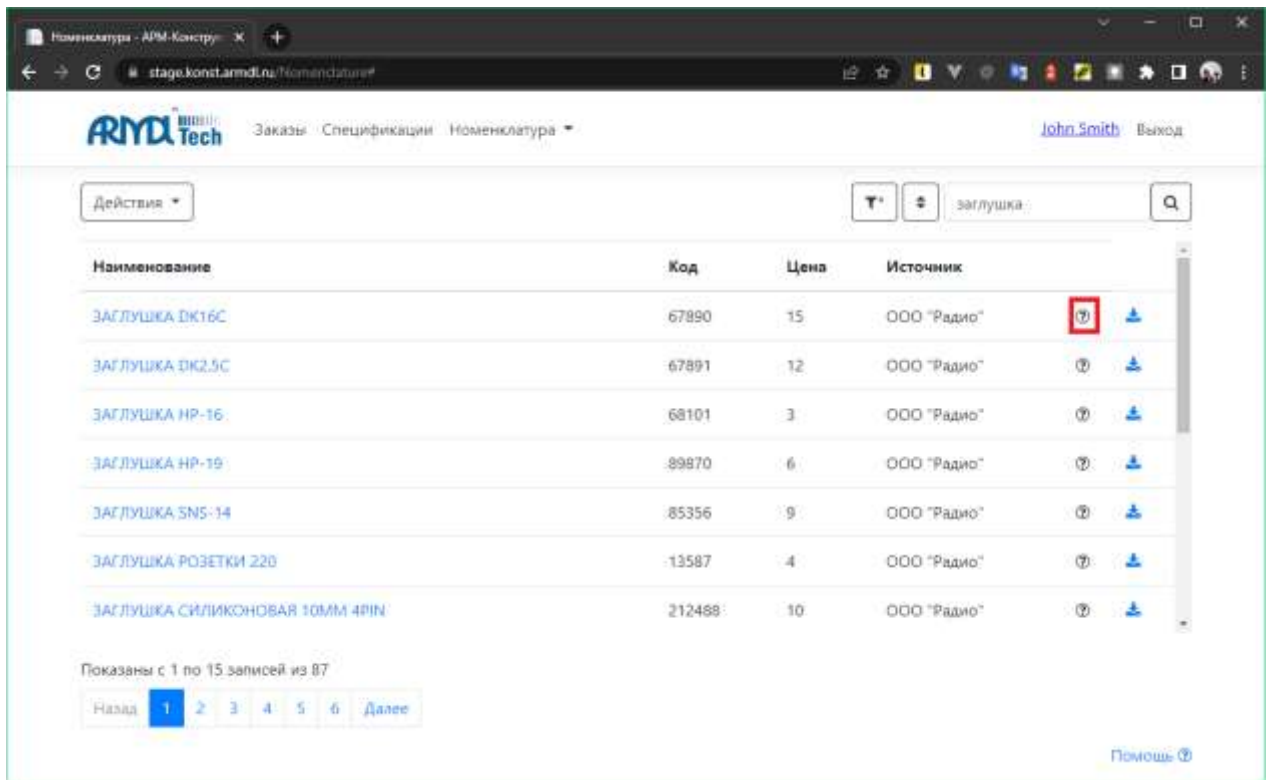 Номенклатура - АРМ-Констру
stage.konst.armdl.ru/Nomenclature#
ARMDL Tech Заказы Спецификации Номенклатура John Smith Выход
Действия заглушка
Наименование Код Цена Источник
ЗАГЛУШКА DK16C 67890 15 ООО "Радио"
ЗАГЛУШКА DK2.5C 67891 12 ООО "Радио"
ЗАГЛУШКА HP-16 68101 3 ООО "Радио"
ЗАГЛУШКА HP-19 89870 6 ООО "Радио"
ЗАГЛУШКА SNS-14 85356 9 ООО "Радио"
ЗАГЛУШКА РОЗЕТКИ 220 13587 4 ООО "Радио"
ЗАГЛУШКА СИЛИКОНОВАЯ 10MM 4PIN 212488 10 ООО "Радио"
Показаны с 1 по 15 записей из 87
Назад 1 2 3 4 5 6 Далее
Помощь